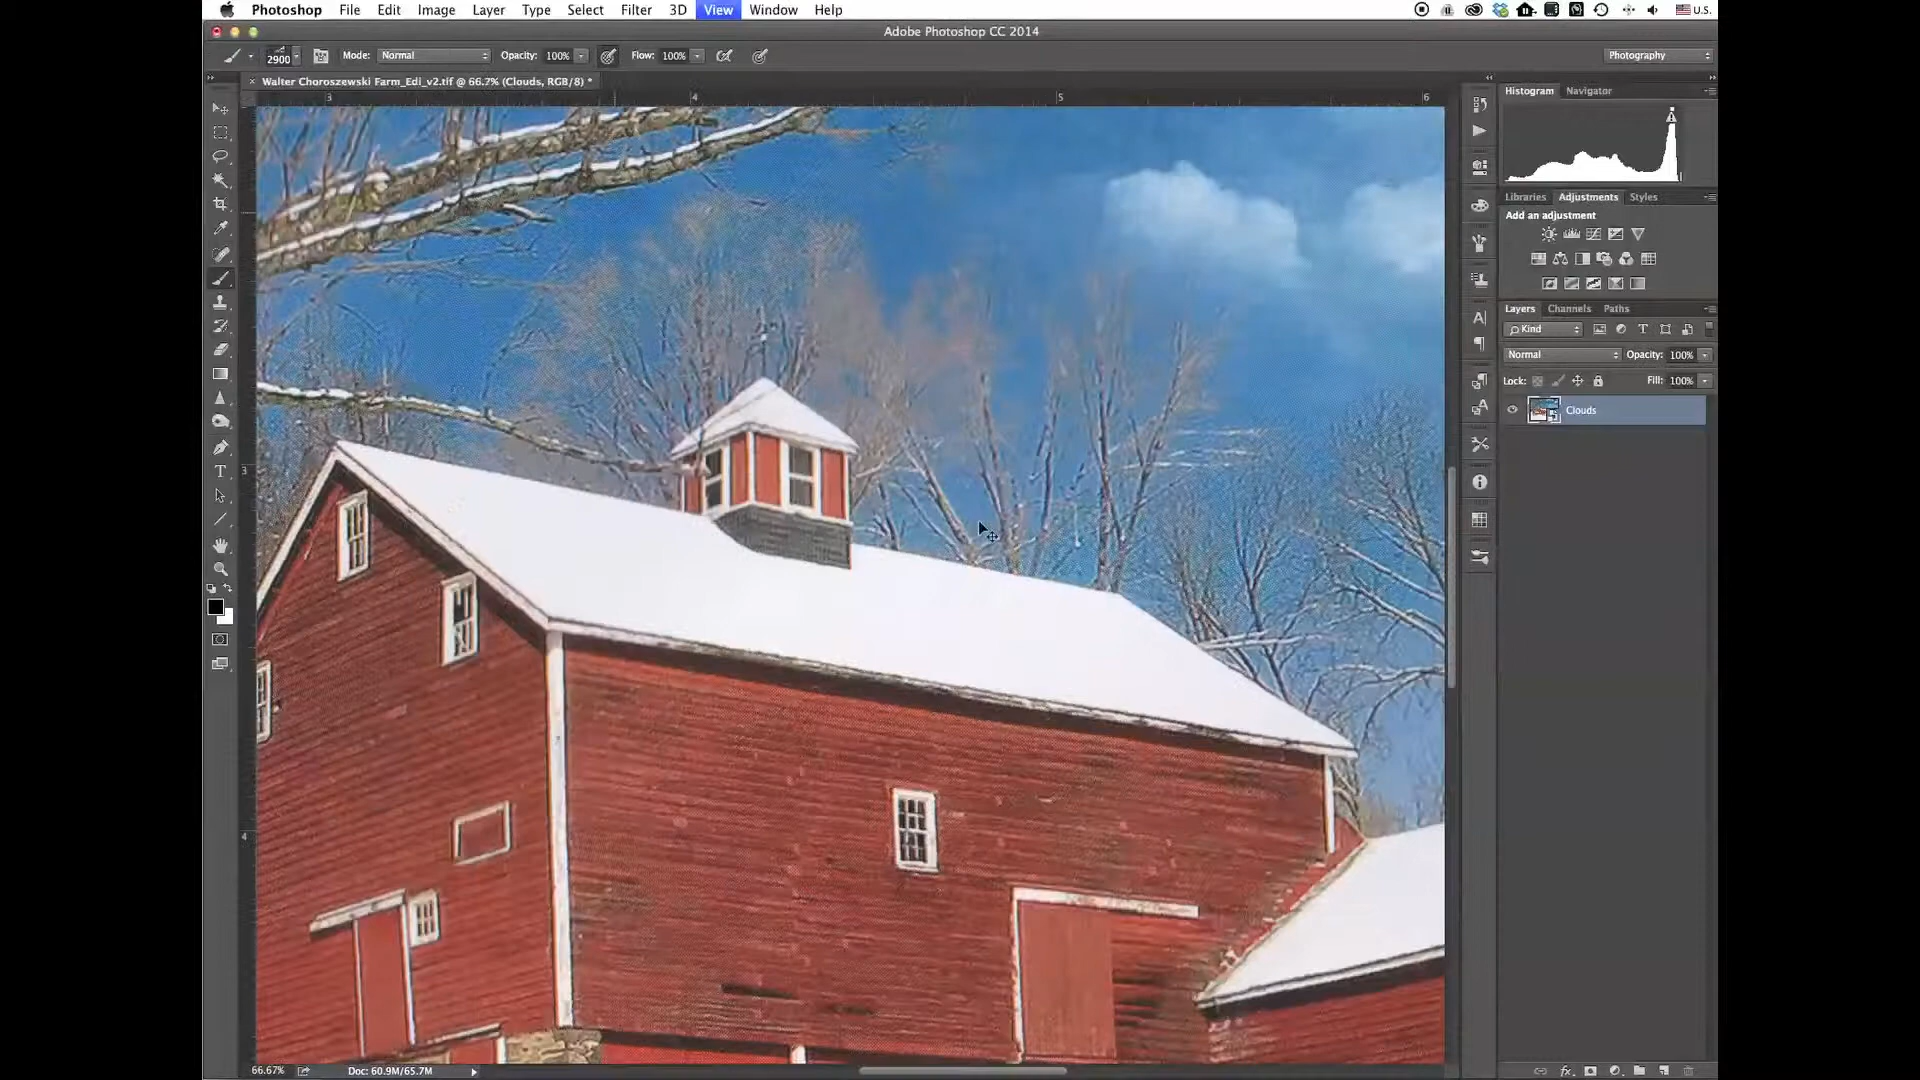 Photoshop File Edit Image Layer Type Select Filter 3D View Window Help U.S.
Adobe Photoshop CC 2014
2900 Mode: Normal Opacity: 100% Flow: 100% Photography
Walter Choroszewski Farm_Edi_v2.tif @ 66.7% (Clouds, RGB/8) *
3 4 5 6
Histogram Navigator
Libraries Adjustments Styles
Add an adjustment
Layers Channels Paths
Kind
Normal Opacity: 100%
Lock: Fill: 100%
Clouds
3
4
66.67% Doc: 60.9M/65.7M